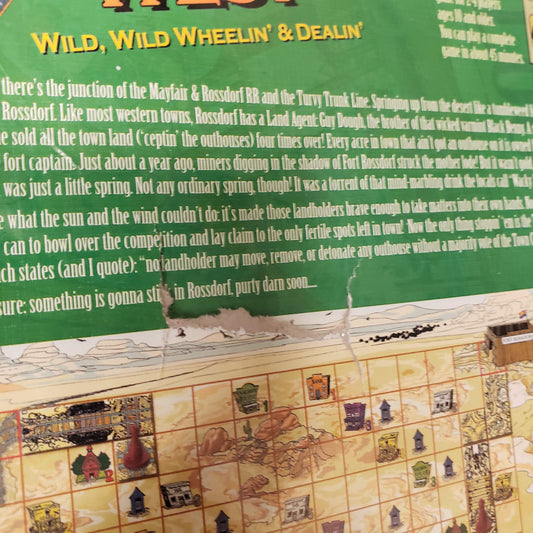 WILD, WILD WHEELIN' & DEALIN'
ages 10 and older.
You can play a complete
game in about 45 minutes.
there's the junction of the Mayfair & Rossdorf RR and the Turvy Trunk Line. Springing up from the desert like a tumbleweed
Rossdorf. Like most western towns, Rossdorf has a Land Agent: Guy Dough, the brother of that wicked varmint Black Deng.
sold all the town land ('ceptin' the outhouses) four times over! Every acre in town that ain't got an outhouse on it
fort captain. Just about a year ago, miners digging in the shadow of Fort Rossdorf struck the mother lode! But it wasn't
was just a little spring. Not any ordinary spring, though! It was a torrent of that mind-marbling drink the locals call
what the sun and the wind couldn't do: it's made those landholders brave enough to take matters into their own hands.
can to bowl over the competition and lay claim to the only fertile spots left in town! Now the only thing stoppin' 'em is the
states (and I quote): "no landholder may move, remove, or detonate any outhouse without a majority vote of the Town
sure: something is gonna in Rossdorf, purty darn soon....
BANK